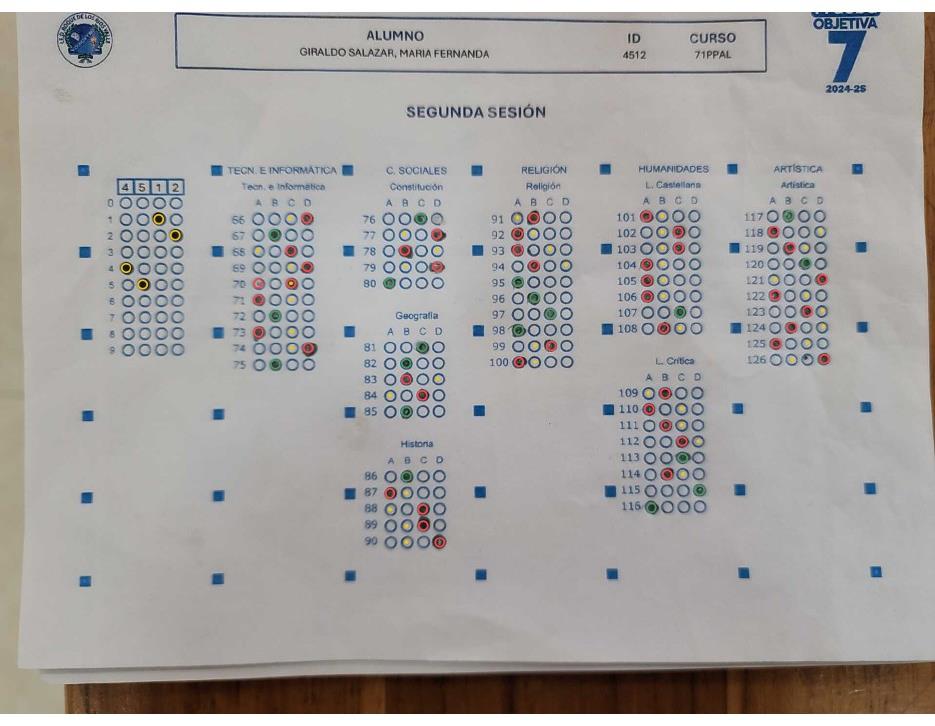 OBJETIVA
7
2024-2S
ALUMNO ID CURSO
GIRALDO SALAZAR, MARIA FERNANDA 4512 71PPAL
SEGUNDA SESIÓN
4 5 1 2
0
1
2
3
4
5
6
7
8
9
TECN. E INFORMÁTICA
Tecn. e Informática
A B C D
66
67
68
69
70
71
72
73
74
75
C. SOCIALES
Constitución
A B C D
76
77
78
79
80
Geografía
81
82
83
84
85
Historia
A B C D
86
87
88
89
90
RELIGIÓN
Religión
A B C D
91
92
93
94
95
96
97
98
99
100
HUMANIDADES
L. Castellana
A B C D
101
102
103
104
105
106
107
108
L. Crítica
A B C D
109
110
111
112
113
114
115
116
ARTÍSTICA
Artística
A B C D
117
118
119
120
121
122
123
124
125
126